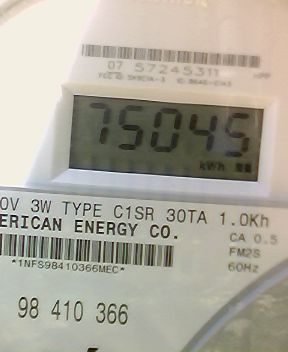 07 57245311
75045
kWh
0V 3W TYPE C1SR 30TA 1.0Kh
ERICAN ENERGY CO.
CA 0.5
*1NFS98410366MEC*
FM2S
60Hz
98 410 366